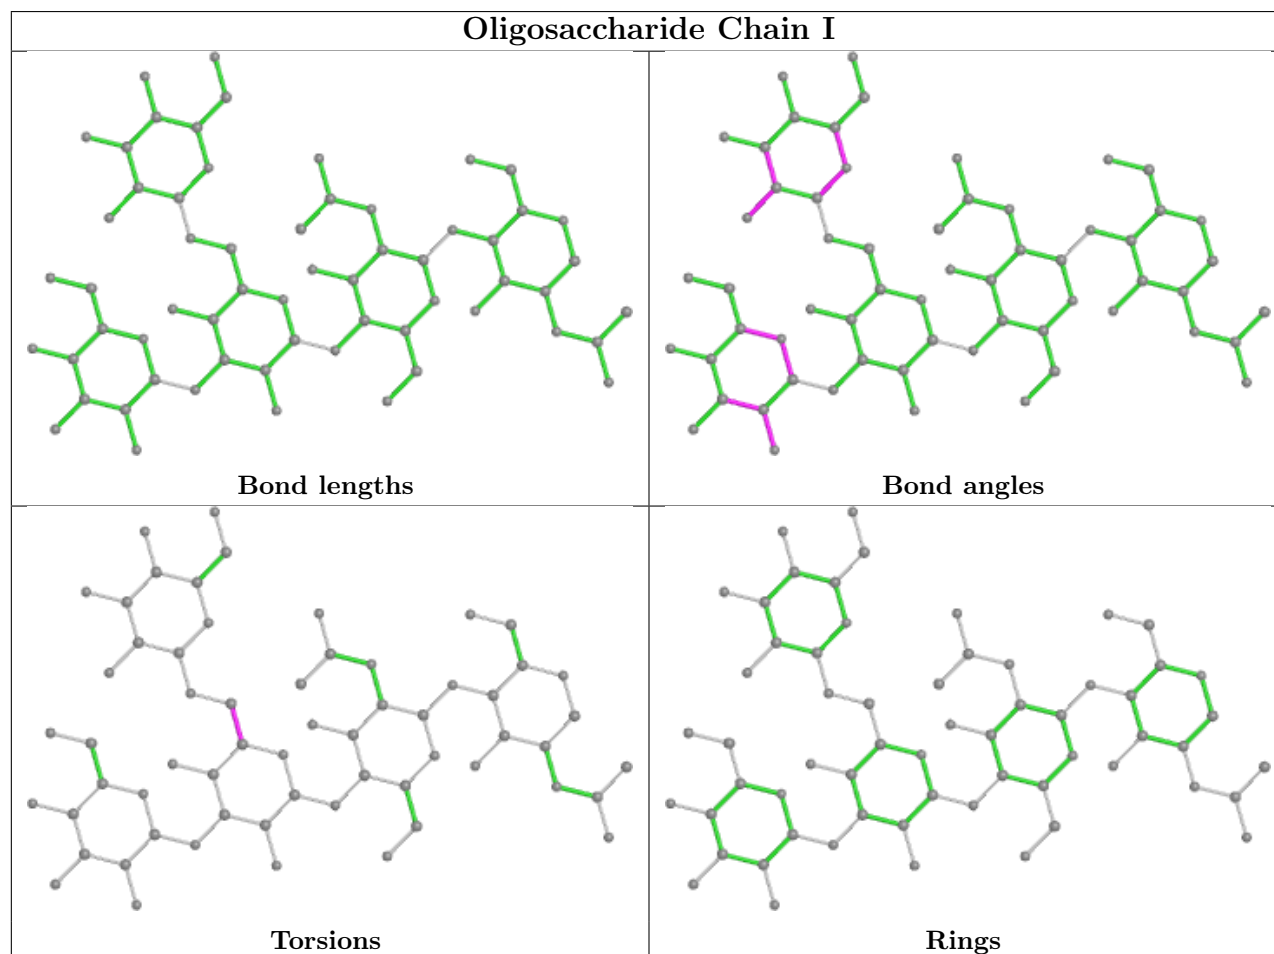 Oligosaccharide Chain I
Bond lengths
Bond angles
Torsions
Rings